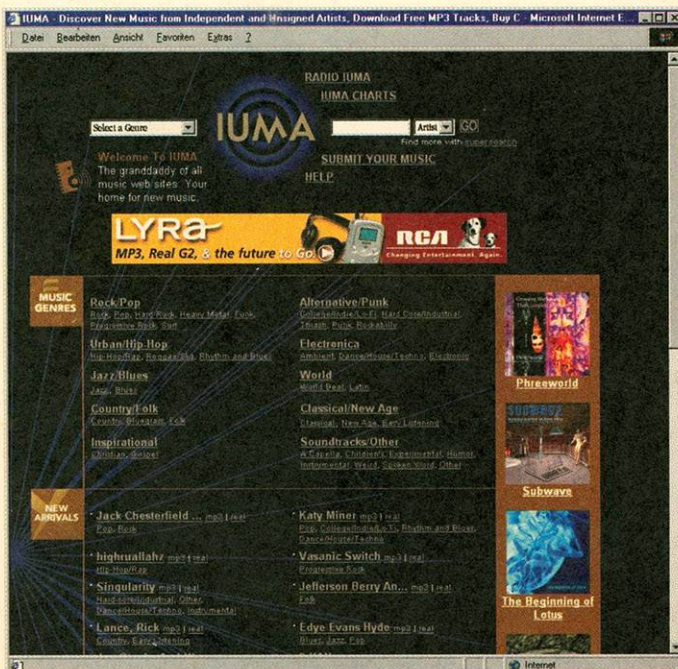 IUMA - Discover New Music from Independent and Unsigned Artists, Download Free MP3 Tracks, Buy C - Microsoft Internet E...
Datei Bearbeiten Ansicht Favoriten Extras ?
RADIO IUMA
IUMA CHARTS
Select a Genre
IUMA
Artist
GO
Find more with super search
SUBMIT YOUR MUSIC
HELP
Welcome To IUMA
The granddaddy of all
music web sites. Your
home for new music.
LYRa
MP3, Real G2, & the future to Go.
RCA
Changing Entertainment. Again.
MUSIC
GENRES
Rock/Pop
Rock, Pop, Hard Rock, Heavy Metal, Funk,
Progressive Rock, Surf
Urban/Hip-Hop
Hip-Hop/Rap, Reggae/Ska, Rhythm and Blues
Jazz/Blues
Jazz, Blues
Country/Folk
Country, Bluegrass, Folk
Inspirational
Christian, Gospel
Alternative/Punk
College/Indie/Lo-Fi, Hard Core/Industrial,
Thrash, Punk, Rockabilly
Electronica
Ambient, Dance/House/Techno, Electronic
World
World Beat, Latin
Classical/New Age
Classical, New Age, Easy Listening
Soundtracks/Other
A Capella, Children's, Experimental, Humor,
Instrumental, Weird, Spoken Word, Other
Phreeworld
SUBWAVE
Subwave
The Beginning of
Lotus
NEW
ARRIVALS
Jack Chesterfield ... mp3 | real
Pop, Rock
highruallahz mp3 | real
Hip-Hop/Rap
Singularity mp3 | real
Hardcore/Industrial, Other,
Dance/House/Techno, Instrumental
Lance, Rick mp3 | real
Country, Easy Listening
Katy Miner mp3 | real
Pop, College/Indie/Lo-Fi, Rhythm and Blues,
Dance/House/Techno
Vasanic Switch mp3 | real
Progressive Rock
Jefferson Berry An... mp3 | real
Folk
Edye Evans Hyde mp3 | real
Blues, Jazz, Pop
Internet